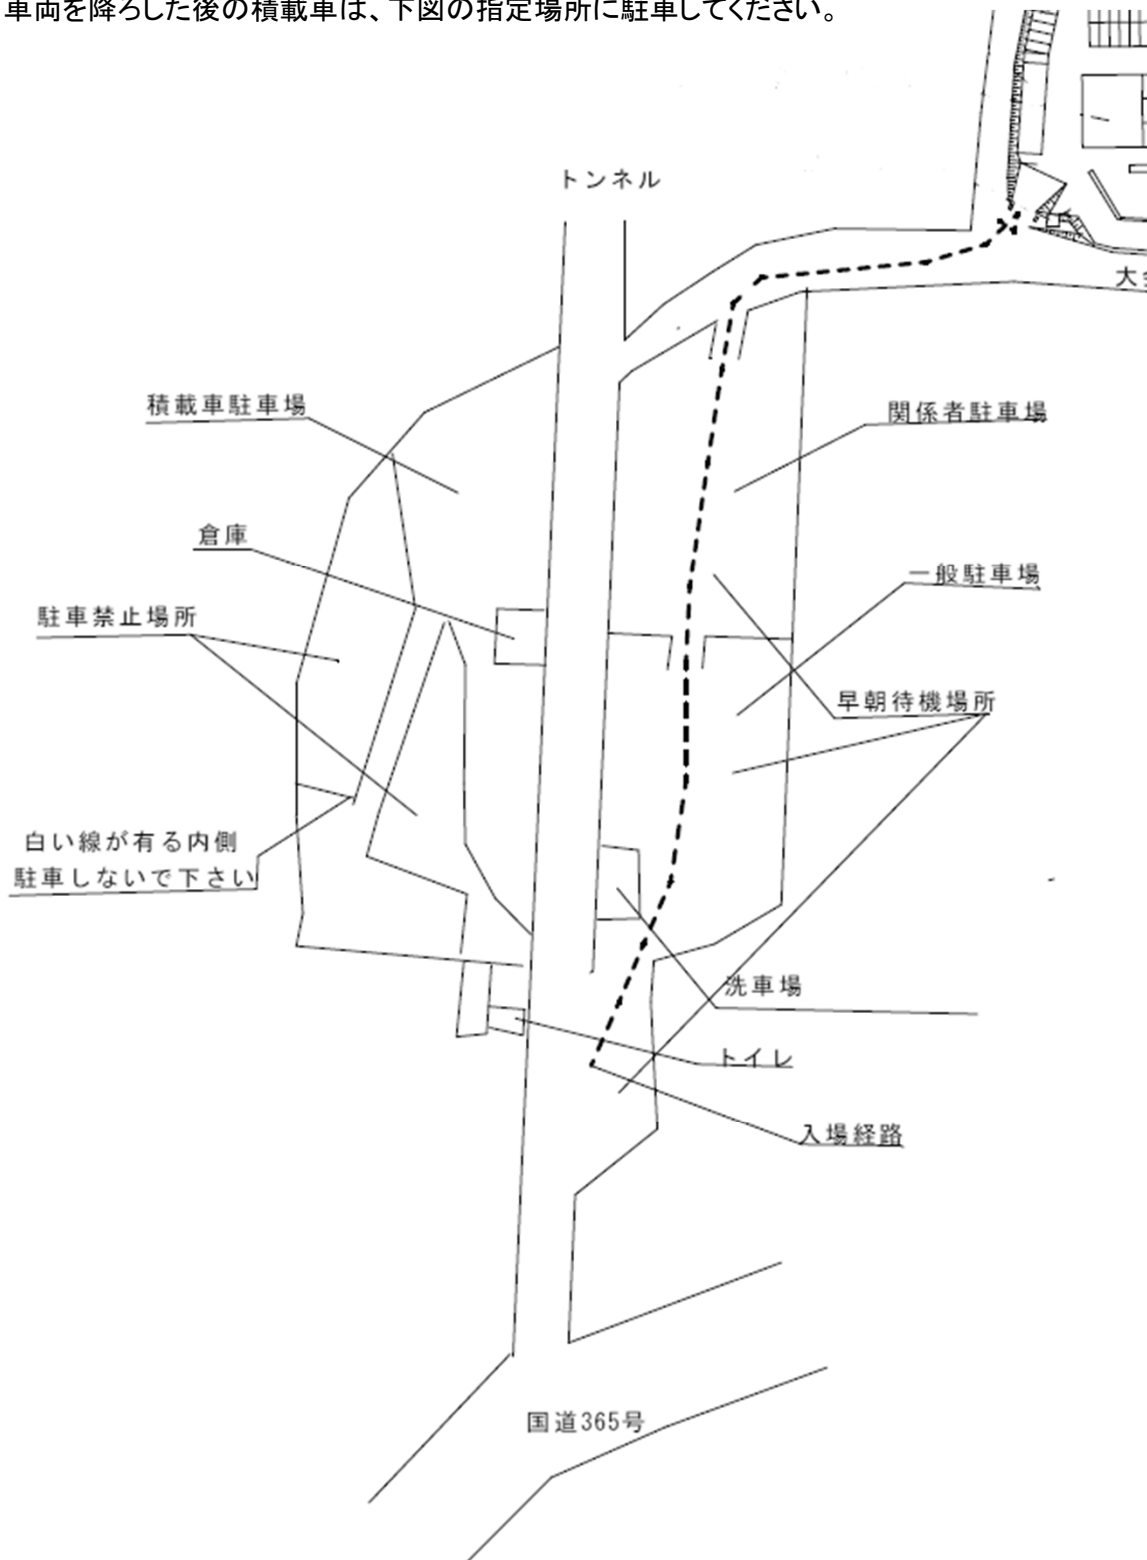 車両を降ろした後の積載車は、下図の指定場所に駐車してください。
トンネル
大会
積載車駐車場
関係者駐車場
倉庫
一般駐車場
駐車禁止場所
早朝待機場所
白い線が有る内側
駐車しないで下さい
洗車場
トイレ
入場経路
国道365号